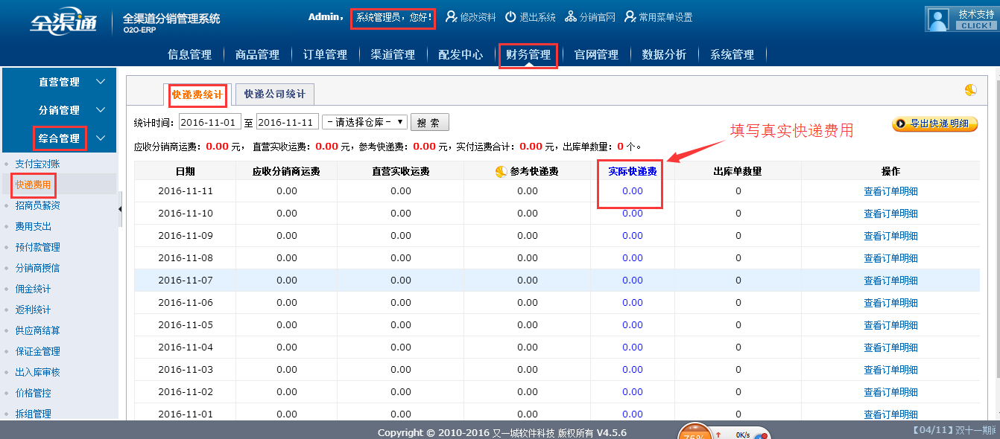 全渠通 全渠道分销管理系统 O2O-ERP
Admin， 系统管理员，您好！ 修改资料 退出系统 分销官网 常用菜单设置
技术支持
CLICK!
信息管理 商品管理 订单管理 渠道管理 配发中心 财务管理 官网管理 数据分析 系统管理
直营管理
分销管理
综合管理
支付宝对账
快递费用
招商员薪资
费用支出
预付款管理
分销商授信
佣金统计
返利统计
供应商结算
保证金管理
出入库审核
价格管控
拆组管理
快递费统计 快递公司统计
统计时间： 2016-11-01 至 2016-11-11 - 请选择仓库 - 搜 索
填写真实快递费用
导出快递明细
应收分销商运费：0.00 元， 直营实收运费：0.00 元，参考快递费：0.00 元，实付运费合计：0.00 元，出库单数量：0 个。
日期 应收分销商运费 直营实收运费 参考快递费 实际快递费 出库单数量 操作
2016-11-11 0.00 0.00 0.00 0.00 0 查看订单明细
2016-11-10 0.00 0.00 0.00 0.00 0 查看订单明细
2016-11-09 0.00 0.00 0.00 0.00 0 查看订单明细
2016-11-08 0.00 0.00 0.00 0.00 0 查看订单明细
2016-11-07 0.00 0.00 0.00 0.00 0 查看订单明细
2016-11-06 0.00 0.00 0.00 0.00 0 查看订单明细
2016-11-05 0.00 0.00 0.00 0.00 0 查看订单明细
2016-11-04 0.00 0.00 0.00 0.00 0 查看订单明细
2016-11-03 0.00 0.00 0.00 0.00 0 查看订单明细
2016-11-02 0.00 0.00 0.00 0.00 0 查看订单明细
2016-11-01 0.00 0.00 0.00 0.00 0 查看订单明细
Copyright © 2010-2016 又一城软件科技 版权所有 V4.5.6
75% 0K/s
【04/11】双十一期